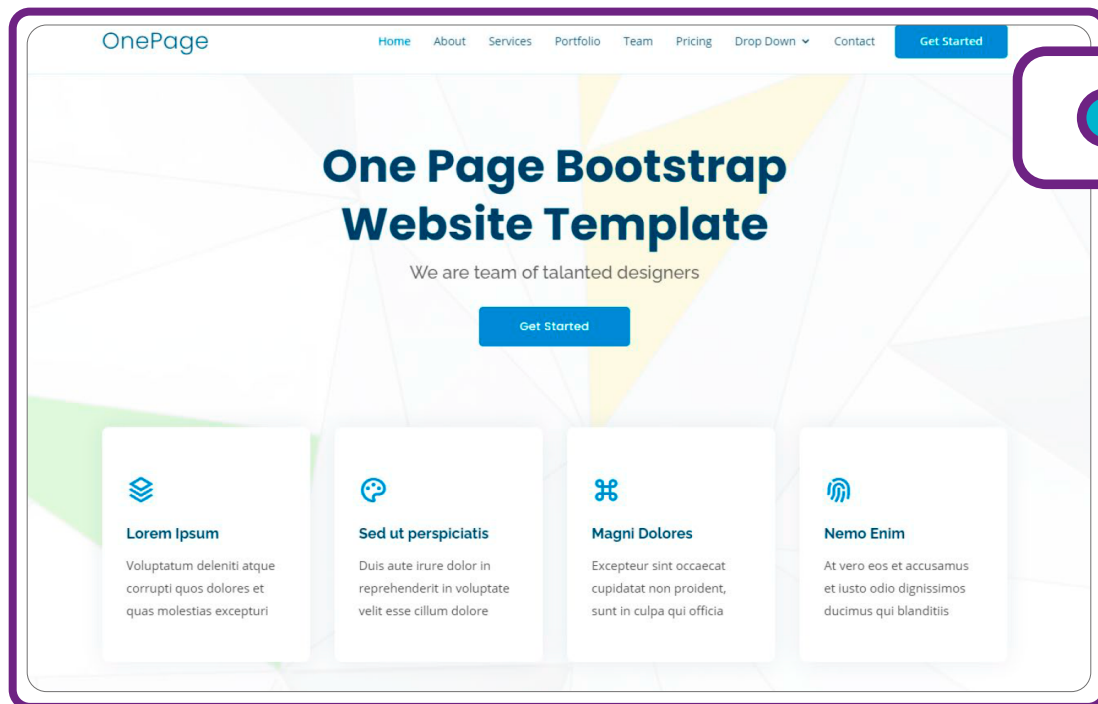 OnePage
Home About Services Portfolio Team Pricing Drop Down Contact Get Started
One Page Bootstrap
Website Template
We are team of talanted designers
Get Started
Lorem Ipsum
Voluptatum deleniti atque
corrupti quos dolores et
quas molestias excepturi
Sed ut perspiciatis
Duis aute irure dolor in
reprehenderit in voluptate
velit esse cillum dolore
Magni Dolores
Excepteur sint occaecat
cupidatat non proident,
sunt in culpa qui officia
Nemo Enim
At vero eos et accusamus
et iusto odio dignissimos
ducimus qui blanditiis